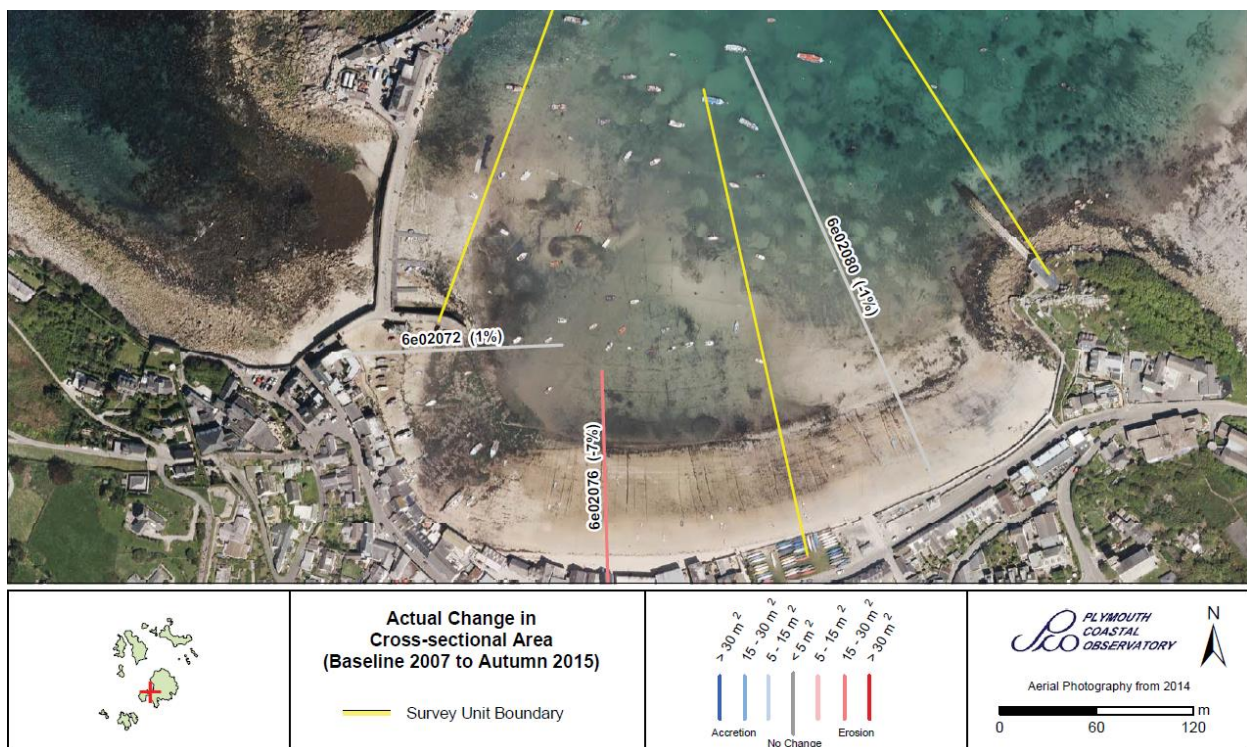 6e02080 (-1%)
6e02072 (1%)
6e02076 (-7%)
Actual Change in
Cross-sectional Area
(Baseline 2007 to Autumn 2015)
Survey Unit Boundary
> 30 m²
15 - 30 m²
5 - 15 m²
< 5 m²
5 - 15 m²
15 - 30 m²
> 30 m²
Accretion
No Change
Erosion
PLYMOUTH
COASTAL
OBSERVATORY
N
Aerial Photography from 2014
m
0 60 120